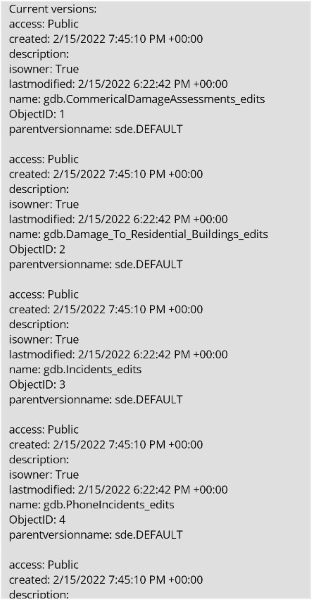 Current versions:
access: Public
created: 2/15/2022 7:45:10 PM +00:00
description:
isowner: True
lastmodified: 2/15/2022 6:22:42 PM +00:00
name: gdb.CommericalDamageAssessments_edits
ObjectID: 1
parentversionname: sde.DEFAULT
access: Public
created: 2/15/2022 7:45:10 PM +00:00
description:
isowner: True
lastmodified: 2/15/2022 6:22:42 PM +00:00
name: gdb.Damage_To_Residential_Buildings_edits
ObjectID: 2
parentversionname: sde.DEFAULT
access: Public
created: 2/15/2022 7:45:10 PM +00:00
description:
isowner: True
lastmodified: 2/15/2022 6:22:42 PM +00:00
name: gdb.Incidents_edits
ObjectID: 3
parentversionname: sde.DEFAULT
access: Public
created: 2/15/2022 7:45:10 PM +00:00
description:
isowner: True
lastmodified: 2/15/2022 6:22:42 PM +00:00
name: gdb.PhoneIncidents_edits
ObjectID: 4
parentversionname: sde.DEFAULT
access: Public
created: 2/15/2022 7:45:10 PM +00:00
description: